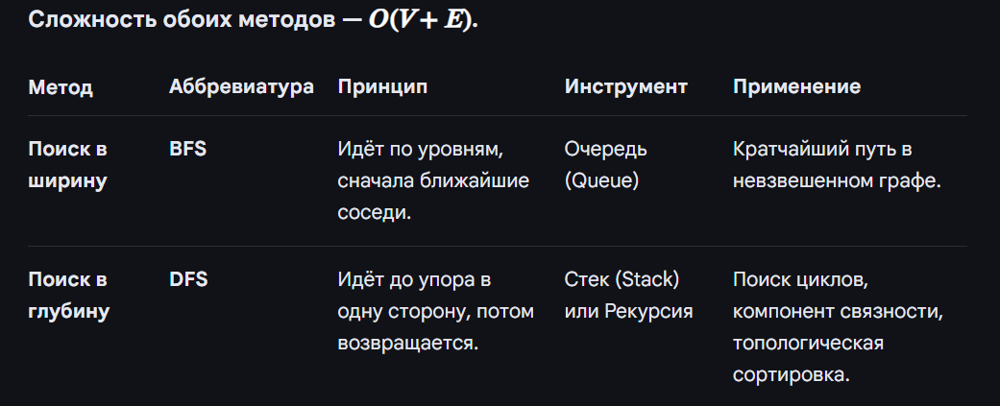 Сложность обоих методов — O(V + E).
Метод Аббревиатура Принцип Инструмент Применение
Поиск в ширину BFS Идёт по уровням, сначала ближайшие соседи. Очередь (Queue) Кратчайший путь в невзвешенном графе.
Поиск в глубину DFS Идёт до упора в одну сторону, потом возвращается. Стек (Stack) или Рекурсия Поиск циклов, компонент связности, топологическая сортировка.